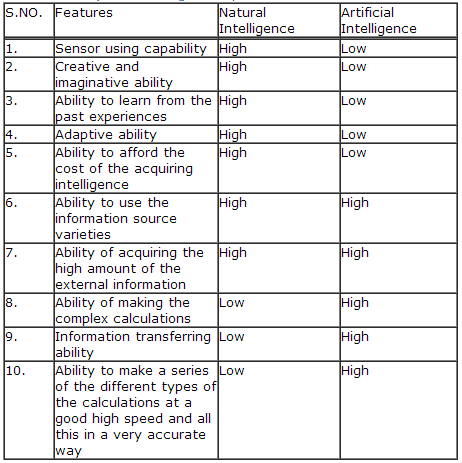 S.NO. Features Natural Artificial
Intelligence Intelligence
1. Sensor using capability High Low
2. Creative and High Low
imaginative ability
3. Ability to learn from the High Low
past experiences
4. Adaptive ability High Low
5. Ability to afford the High Low
cost of the acquiring
intelligence
6. Ability to use the High High
information source
varieties
7. Ability of acquiring the High High
high amount of the
external information
8. Ability of making the Low High
complex calculations
9. Information transferring Low High
ability
10. Ability to make a series Low High
of the different types of
the calculations at a
good high speed and all
this in a very accurate
way